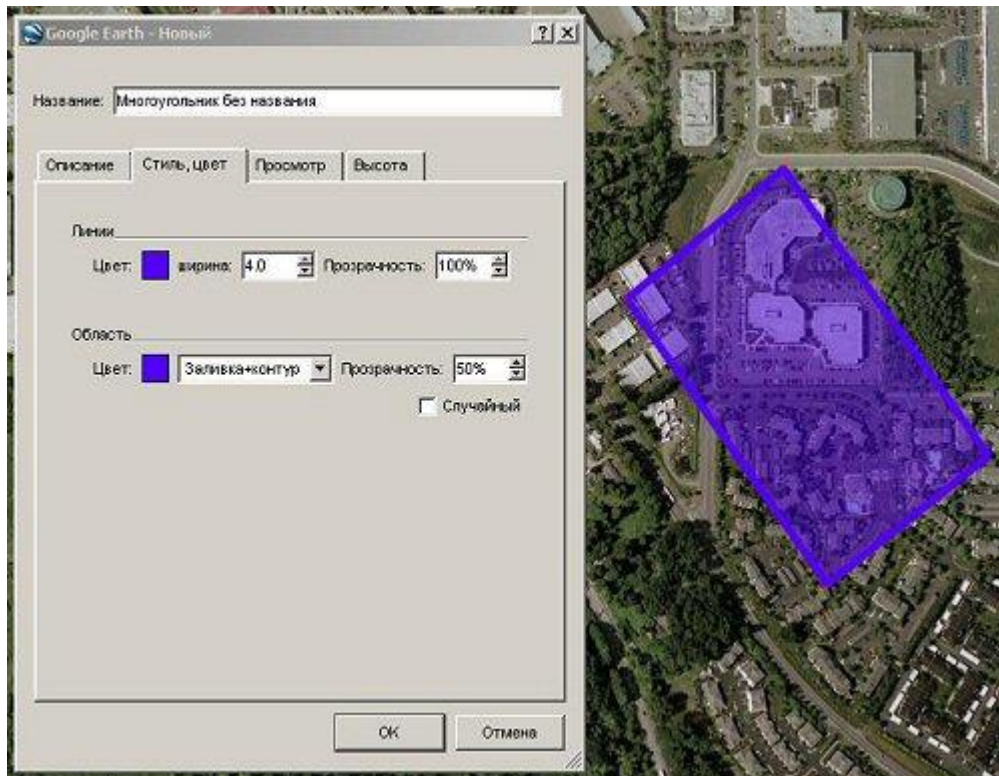 Google Earth - Новый
Название: Многоугольник без названия
Описание Стиль, цвет Просмотр Высота
Линии
Цвет: ширина: 4,0 Прозрачность: 100%
Область
Цвет: Заливка+контур Прозрачность: 50%
Случайный
OK Отмена